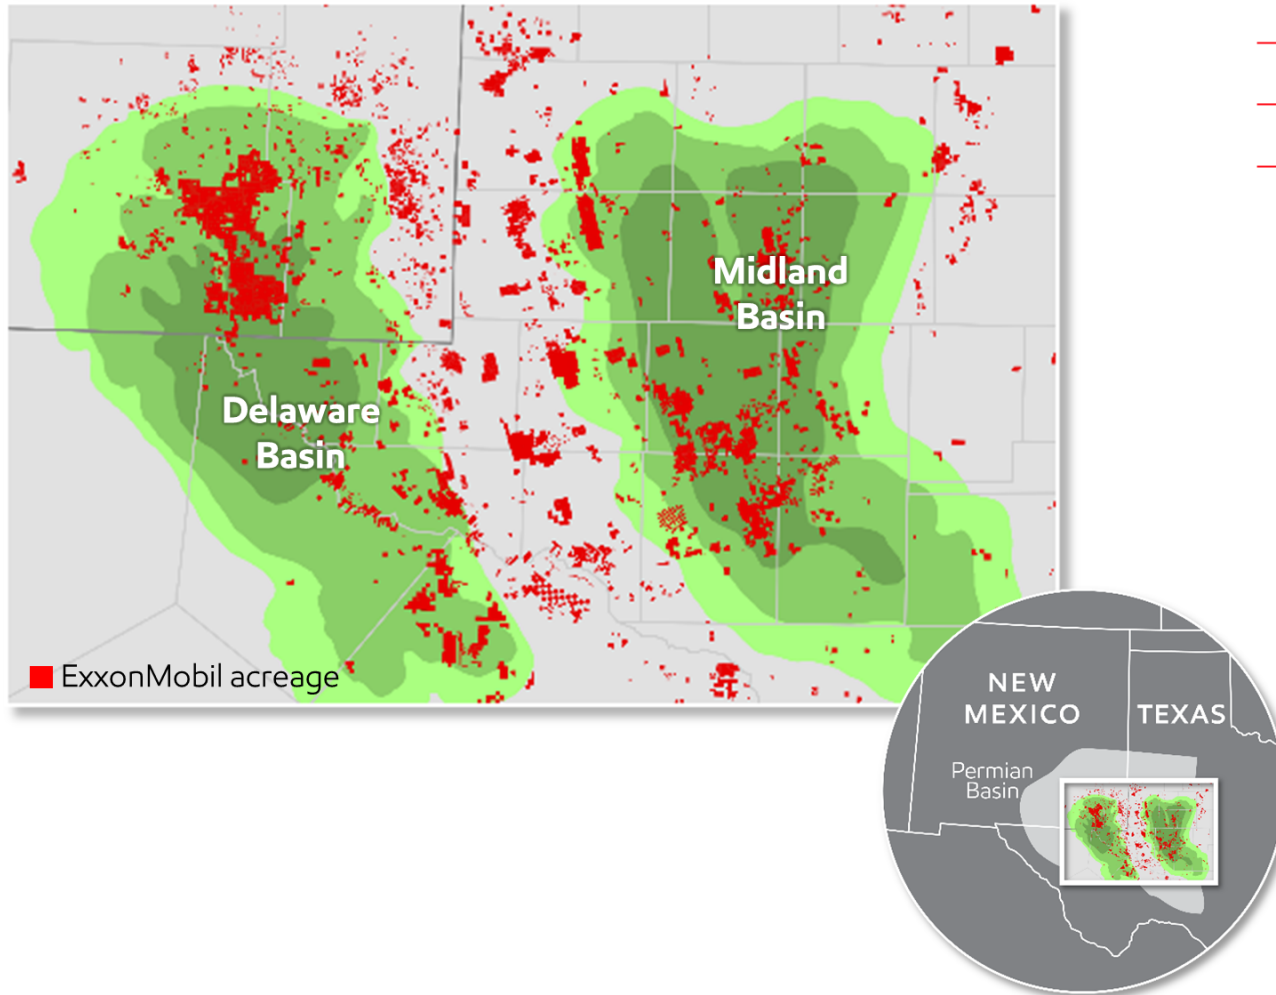 Midland
Basin
Delaware
Basin
ExxonMobil acreage
NEW
MEXICO
TEXAS
Permian
Basin